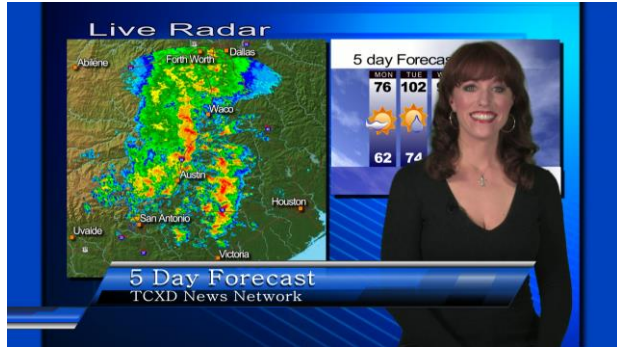 Live Radar
Abilene
Fort Worth
Dallas
Waco
Austin
San Antonio
Houston
Uvalde
Victoria
5 day
MON TUE
76 102
62 74
5 Day Forecast
TCXD News Network